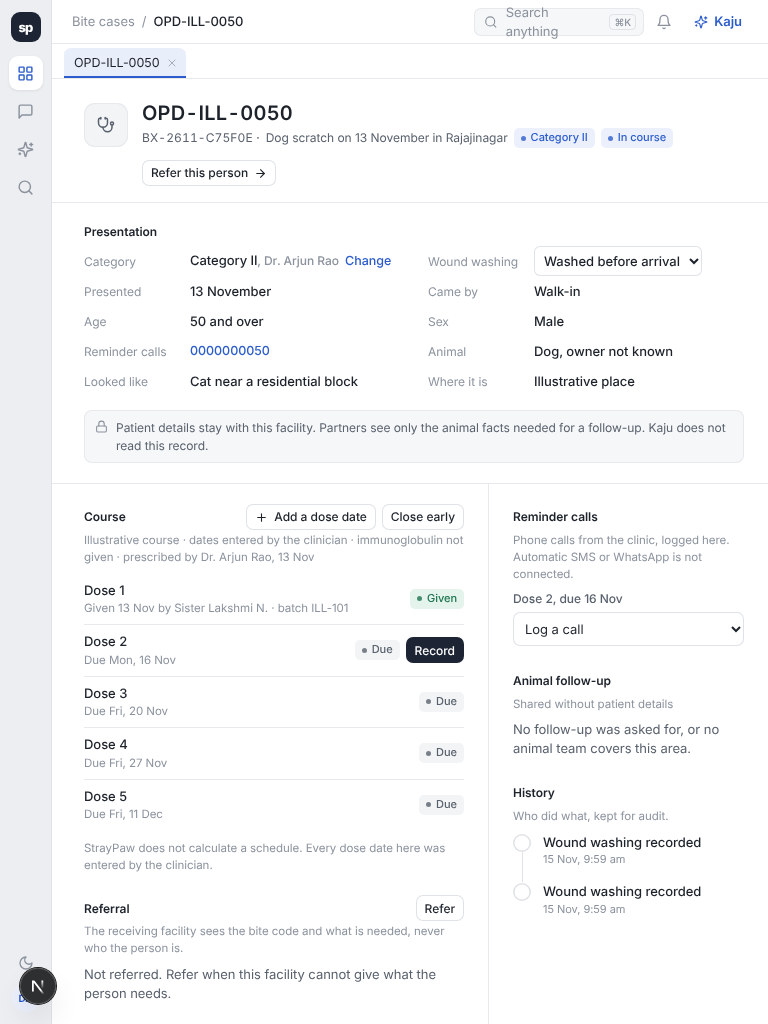 sp
Bite cases / OPD-ILL-0050
Search anything
⌘K
Kaju
OPD-ILL-0050 ×
OPD-ILL-0050
BX-2611-C75F0E · Dog scratch on 13 November in Rajajinagar
Category II
In course
Refer this person →
Presentation
Category
Category II, Dr. Arjun Rao Change
Wound washing
Washed before arrival
Presented
13 November
Came by
Walk-in
Age
50 and over
Sex
Male
Reminder calls
0000000050
Animal
Dog, owner not known
Looked like
Cat near a residential block
Where it is
Illustrative place
Patient details stay with this facility. Partners see only the animal facts needed for a follow-up. Kaju does not
read this record.
Course
+ Add a dose date
Close early
Illustrative course · dates entered by the clinician · immunoglobulin not
given · prescribed by Dr. Arjun Rao, 13 Nov
Dose 1
Given 13 Nov by Sister Lakshmi N. · batch ILL-101
Given
Dose 2
Due Mon, 16 Nov
Due
Record
Dose 3
Due Fri, 20 Nov
Due
Dose 4
Due Fri, 27 Nov
Due
Dose 5
Due Fri, 11 Dec
Due
StrayPaw does not calculate a schedule. Every dose date here was
entered by the clinician.
Referral
Refer
The receiving facility sees the bite code and what is needed, never
who the person is.
Not referred. Refer when this facility cannot give what the
person needs.
Reminder calls
Phone calls from the clinic, logged here.
Automatic SMS or WhatsApp is not
connected.
Dose 2, due 16 Nov
Log a call
Animal follow-up
Shared without patient details
No follow-up was asked for, or no
animal team covers this area.
History
Who did what, kept for audit.
Wound washing recorded
15 Nov, 9:59 am
Wound washing recorded
15 Nov, 9:59 am
N